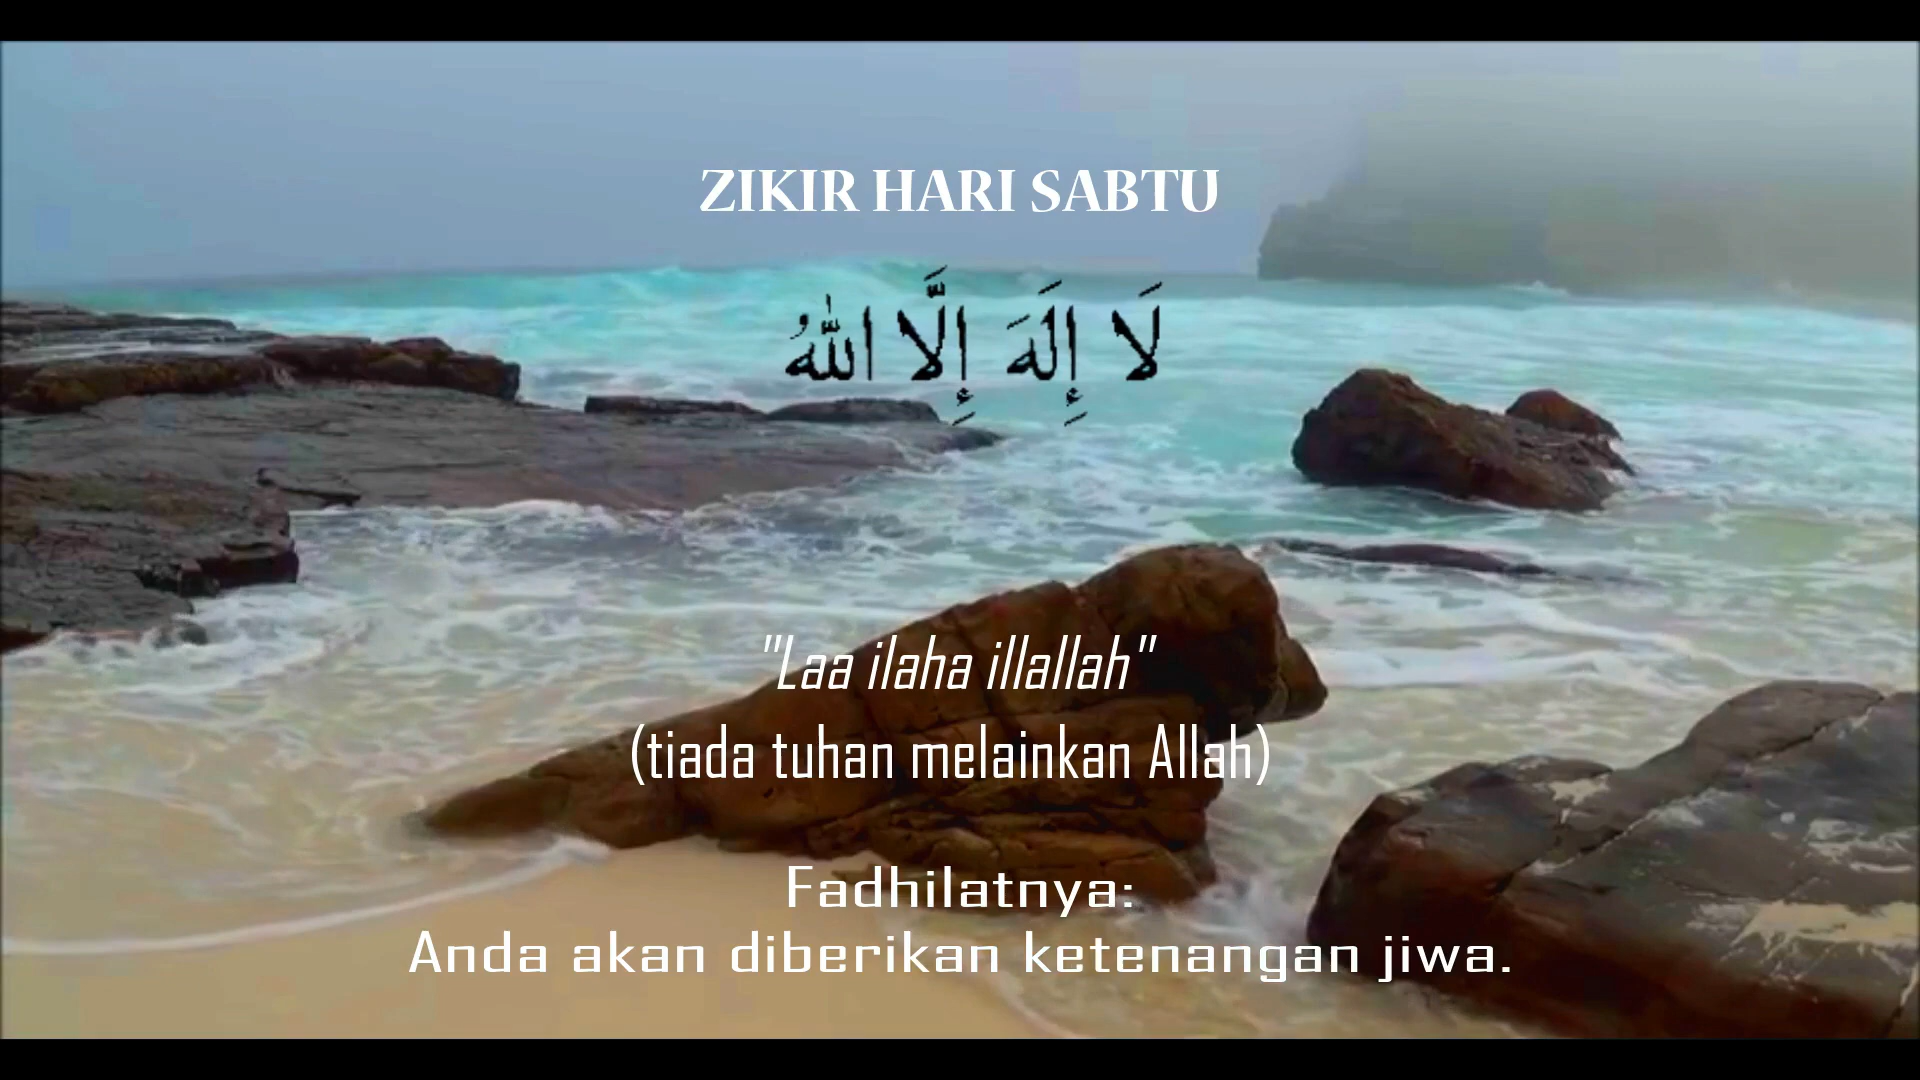 ZIKIR HARI SABTU
لَا إِلَهَ إِلَّا اللهُ
"Laa ilaha illallah"
(tiada tuhan melainkan Allah)
Fadhilatnya:
Anda akan diberikan ketenangan jiwa.